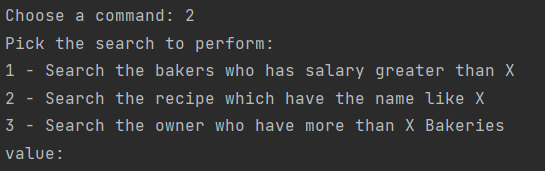 Choose a command: 2
Pick the search to perform:
1 - Search the bakers who has salary greater than X
2 - Search the recipe which have the name like X
3 - Search the owner who have more than X Bakeries
value: